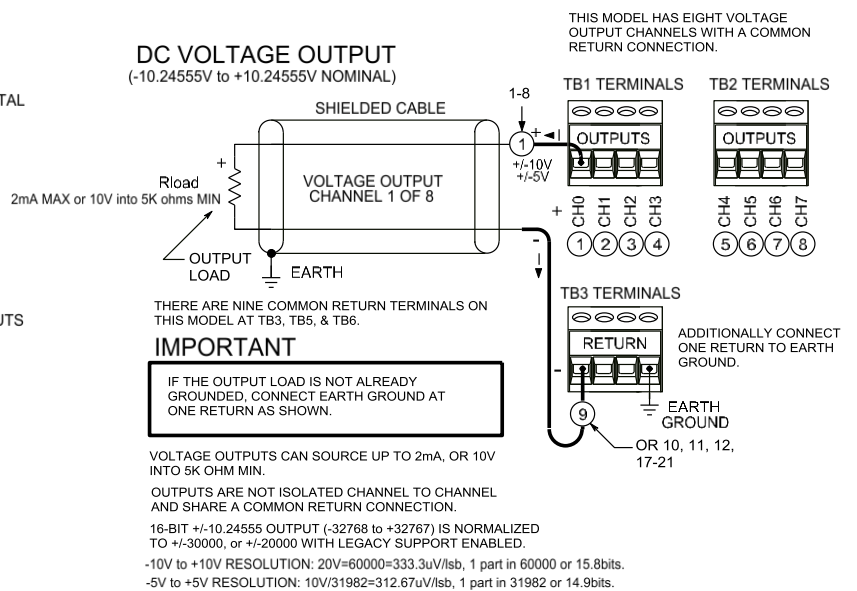 THIS MODEL HAS EIGHT VOLTAGE
OUTPUT CHANNELS WITH A COMMON
RETURN CONNECTION.
DC VOLTAGE OUTPUT
(-10.24555V to +10.24555V NOMINAL)
TAL
SHIELDED CABLE
1-8
TB1 TERMINALS
TB2 TERMINALS
+
I
1
OUTPUTS
OUTPUTS
+/-10V
+/-5V
+
Rload
2mA MAX or 10V into 5K ohms MIN
VOLTAGE OUTPUT
CHANNEL 1 OF 8
+
CH0
CH1
CH2
CH3
CH4
CH5
CH6
CH7
1
2
3
4
5
6
7
8
-
I
OUTPUT
LOAD
EARTH
TB3 TERMINALS
THERE ARE NINE COMMON RETURN TERMINALS ON
THIS MODEL AT TB3, TB5, & TB6.
UTS
RETURN
ADDITIONALLY CONNECT
ONE RETURN TO EARTH
GROUND.
IMPORTANT
-
IF THE OUTPUT LOAD IS NOT ALREADY
GROUNDED, CONNECT EARTH GROUND AT
ONE RETURN AS SHOWN.
9
EARTH
GROUND
OR 10, 11, 12,
17-21
VOLTAGE OUTPUTS CAN SOURCE UP TO 2mA, OR 10V
INTO 5K OHM MIN.
OUTPUTS ARE NOT ISOLATED CHANNEL TO CHANNEL
AND SHARE A COMMON RETURN CONNECTION.
16-BIT +/-10.24555 OUTPUT (-32768 to +32767) IS NORMALIZED
TO +/-30000, or +/-20000 WITH LEGACY SUPPORT ENABLED.
-10V to +10V RESOLUTION: 20V=60000=333.3uV/lsb, 1 part in 60000 or 15.8bits.
-5V to +5V RESOLUTION: 10V/31982=312.67uV/lsb, 1 part in 31982 or 14.9bits.